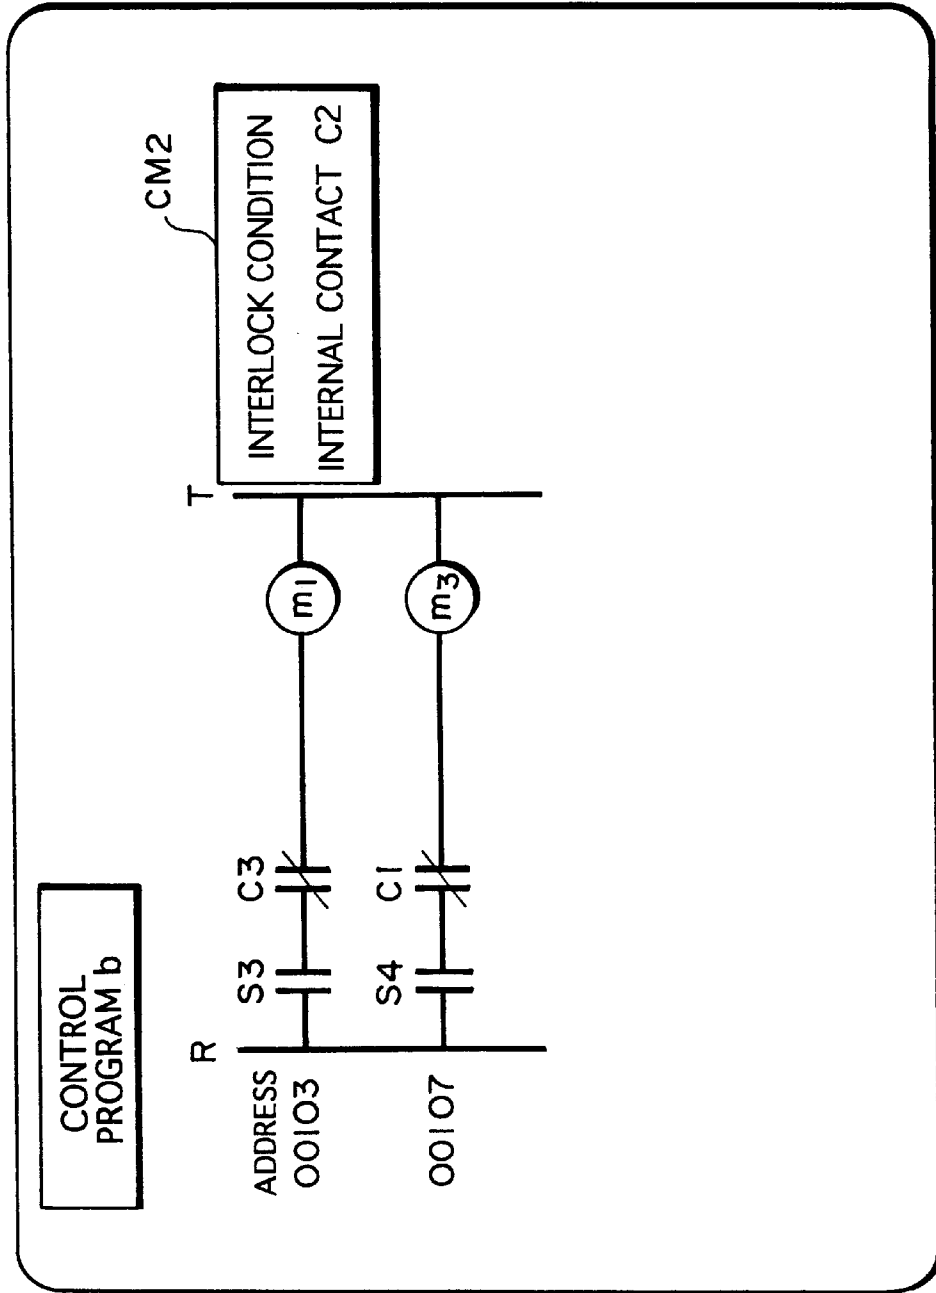 CONTROL
PROGRAM b
CM2
INTERLOCK CONDITION
INTERNAL CONTACT C2
R
T
ADDRESS
00103
S3
C3
m1
00107
S4
C1
m3